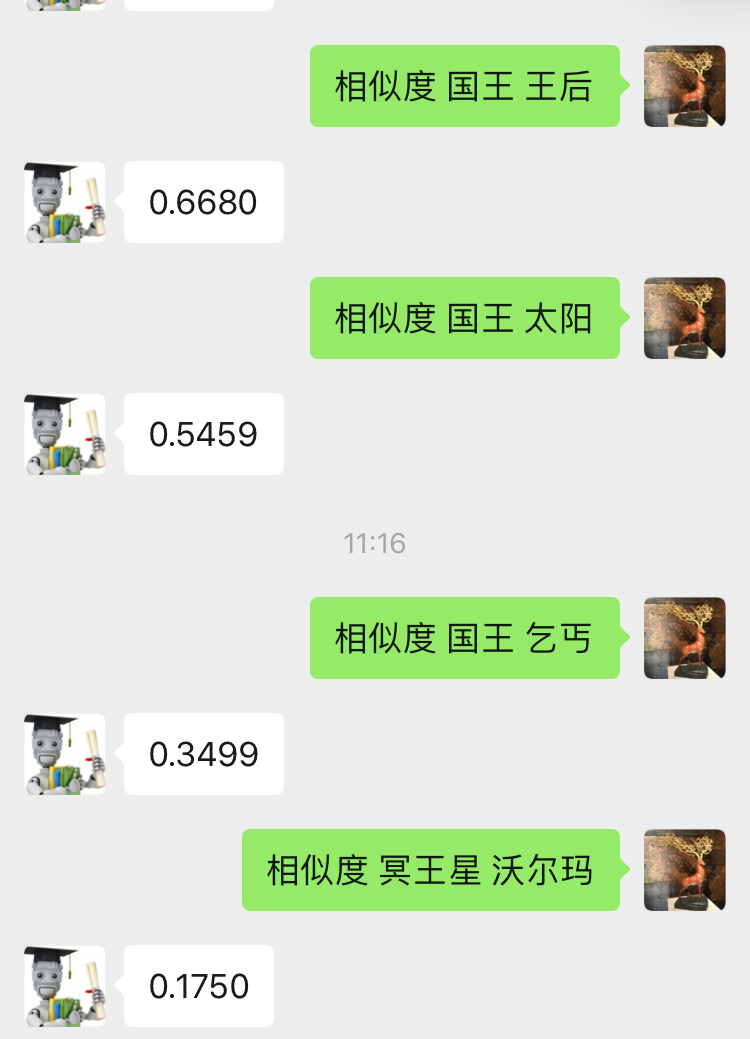 相似度 国王 王后
0.6680
相似度 国王 太阳
0.5459
11:16
相似度 国王 乞丐
0.3499
相似度 冥王星 沃尔玛
0.1750